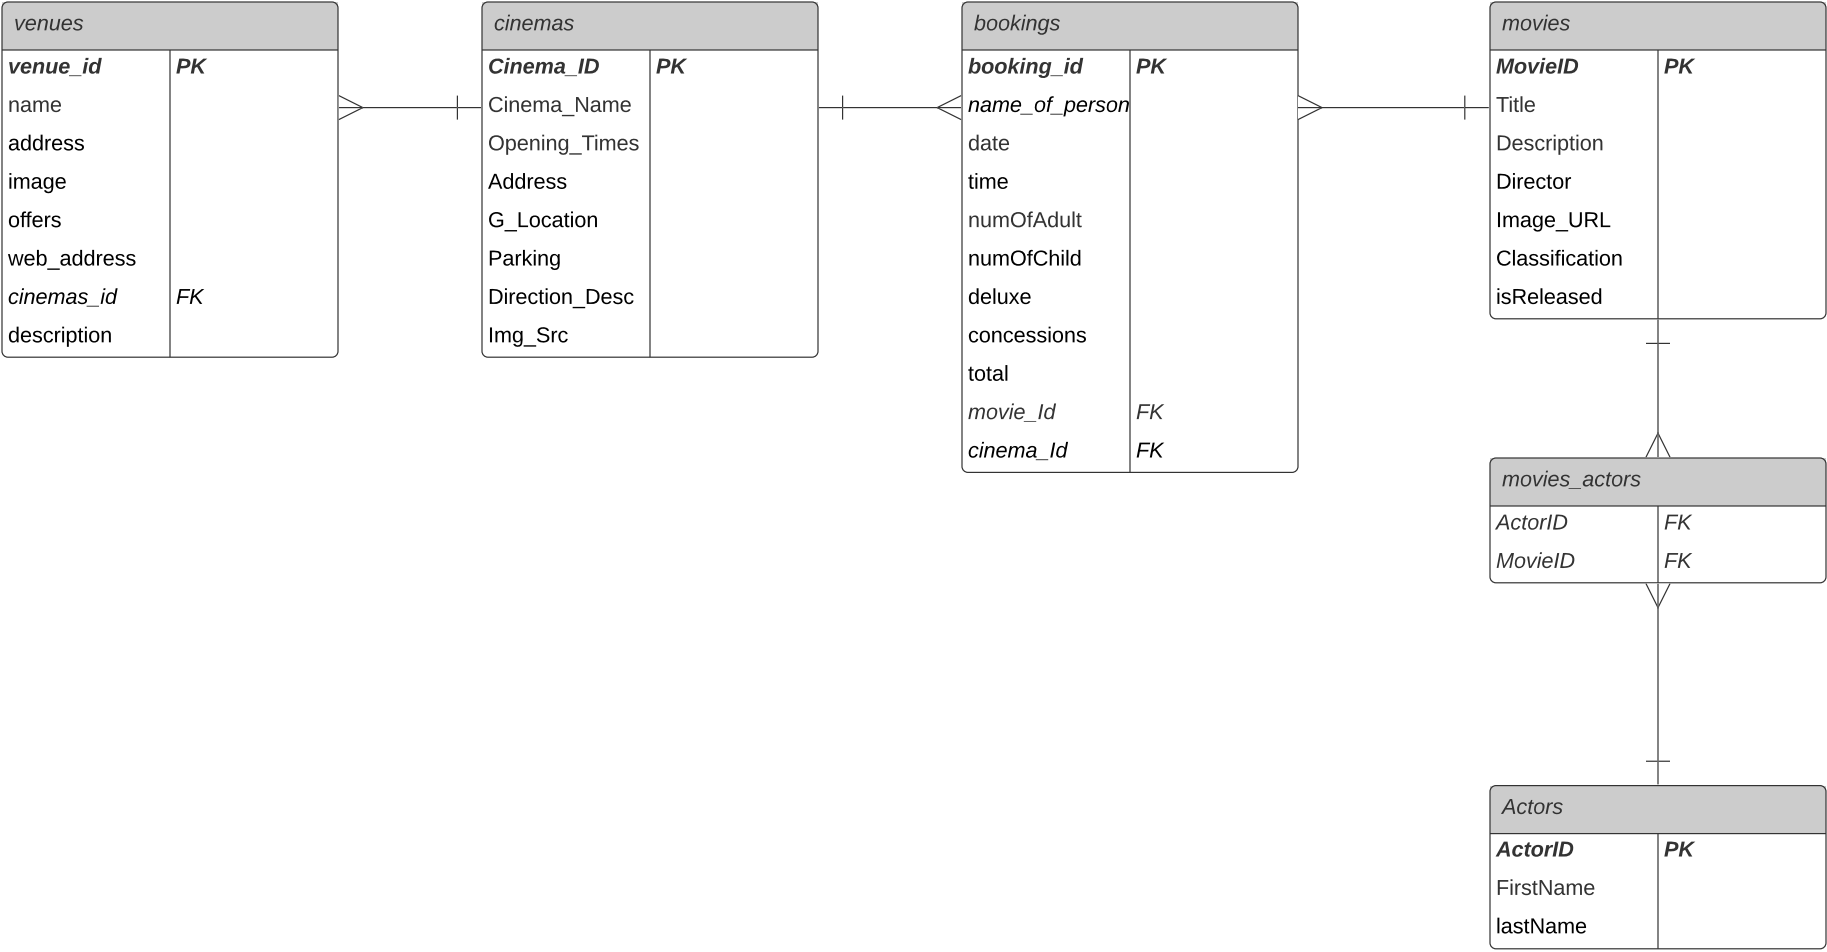 venues
venue_id PK
name
address
image
offers
web_address
cinemas_id FK
description
cinemas
Cinema_ID PK
Cinema_Name
Opening_Times
Address
G_Location
Parking
Direction_Desc
Img_Src
bookings
booking_id PK
name_of_person
date
time
numOfAdult
numOfChild
deluxe
concessions
total
movie_Id FK
cinema_Id FK
movies
MovieID PK
Title
Description
Director
Image_URL
Classification
isReleased
movies_actors
ActorID FK
MovieID FK
Actors
ActorID PK
FirstName
lastName